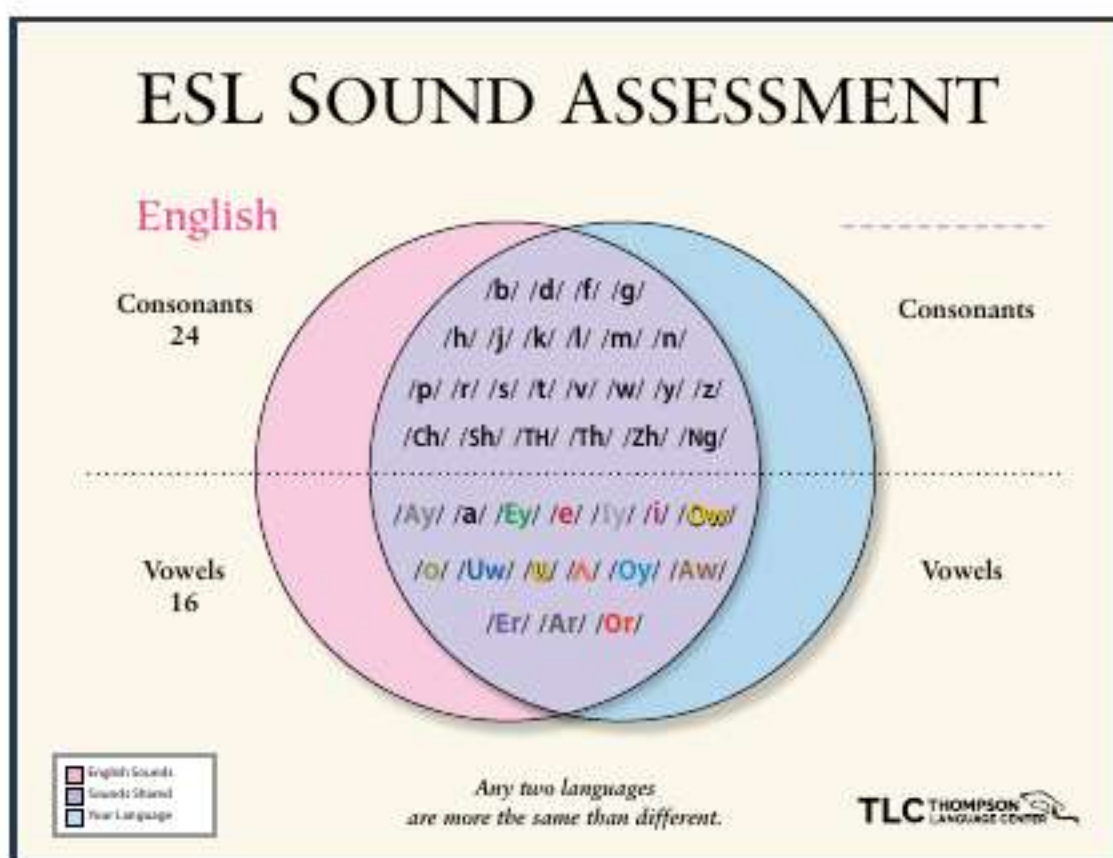 ESL SOUND ASSESSMENT
English
Consonants
24
/b/ /d/ /f/ /g/
/h/ /j/ /k/ /l/ /m/ /n/
/p/ /r/ /s/ /t/ /v/ /w/ /y/ /z/
/Ch/ /Sh/ /TH/ /Th/ /Zh/ /Ng/
Consonants
Vowels
16
/Ay/ /a/ /Ey/ /e/ /Iy/ /i/ /Ow/
/o/ /Uw/ /ʯ/ /Λ/ /Oy/ /Aw/
/Er/ /Ar/ /Or/
Vowels
English Sounds
Sounds Shared
Your Language
Any two languages
are more the same than different.
TLC THOMPSON
LANGUAGE CENTER